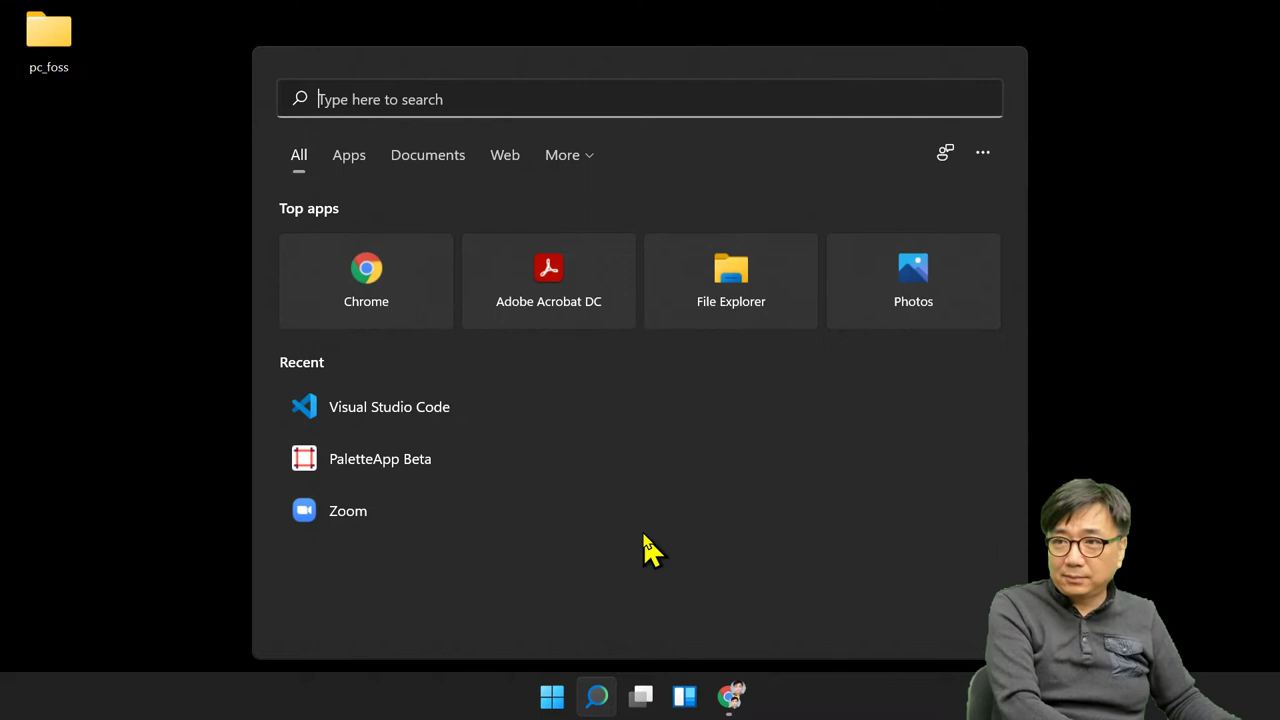 pc_foss
Type here to search
All Apps Documents Web More
Top apps
Chrome Adobe Acrobat DC File Explorer Photos
Recent
Visual Studio Code
PaletteApp Beta
Zoom